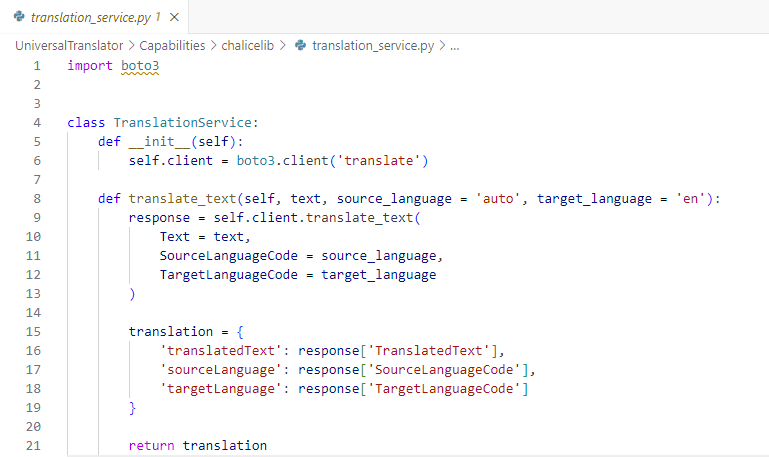 translation_service.py 1 ×
UniversalTranslator > Capabilities > chalicelib > translation_service.py > ...
1 import boto3
2
3
4 class TranslationService:
5     def __init__(self):
6         self.client = boto3.client('translate')
7
8     def translate_text(self, text, source_language = 'auto', target_language = 'en'):
9         response = self.client.translate_text(
10             Text = text,
11             SourceLanguageCode = source_language,
12             TargetLanguageCode = target_language
13         )
14
15         translation = {
16             'translatedText': response['TranslatedText'],
17             'sourceLanguage': response['SourceLanguageCode'],
18             'targetLanguage': response['TargetLanguageCode']
19         }
20
21         return translation